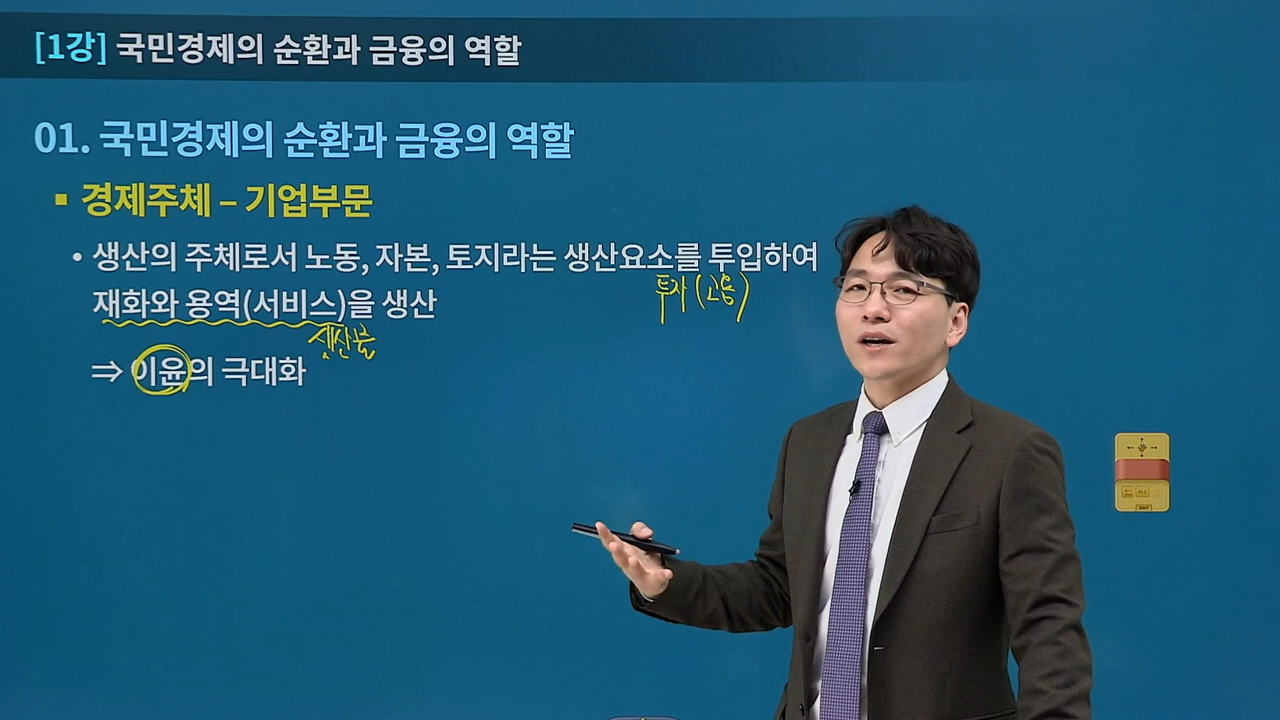 [1강] 국민경제의 순환과 금융의 역할
01. 국민경제의 순환과 금융의 역할
▪ 경제주체 – 기업부문
• 생산의 주체로서 노동, 자본, 토지라는 생산요소를 투입하여
투자 (고용)
재화와 용역(서비스)을 생산
생산물
⇒ 이윤의 극대화